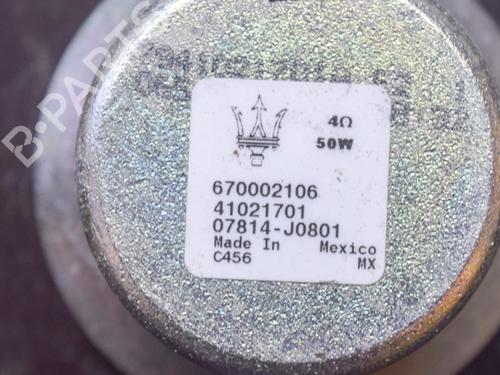 B-PARTS
4Ω
50W
670002106
41021701
07814-J0801
Made In Mexico
C456 MX